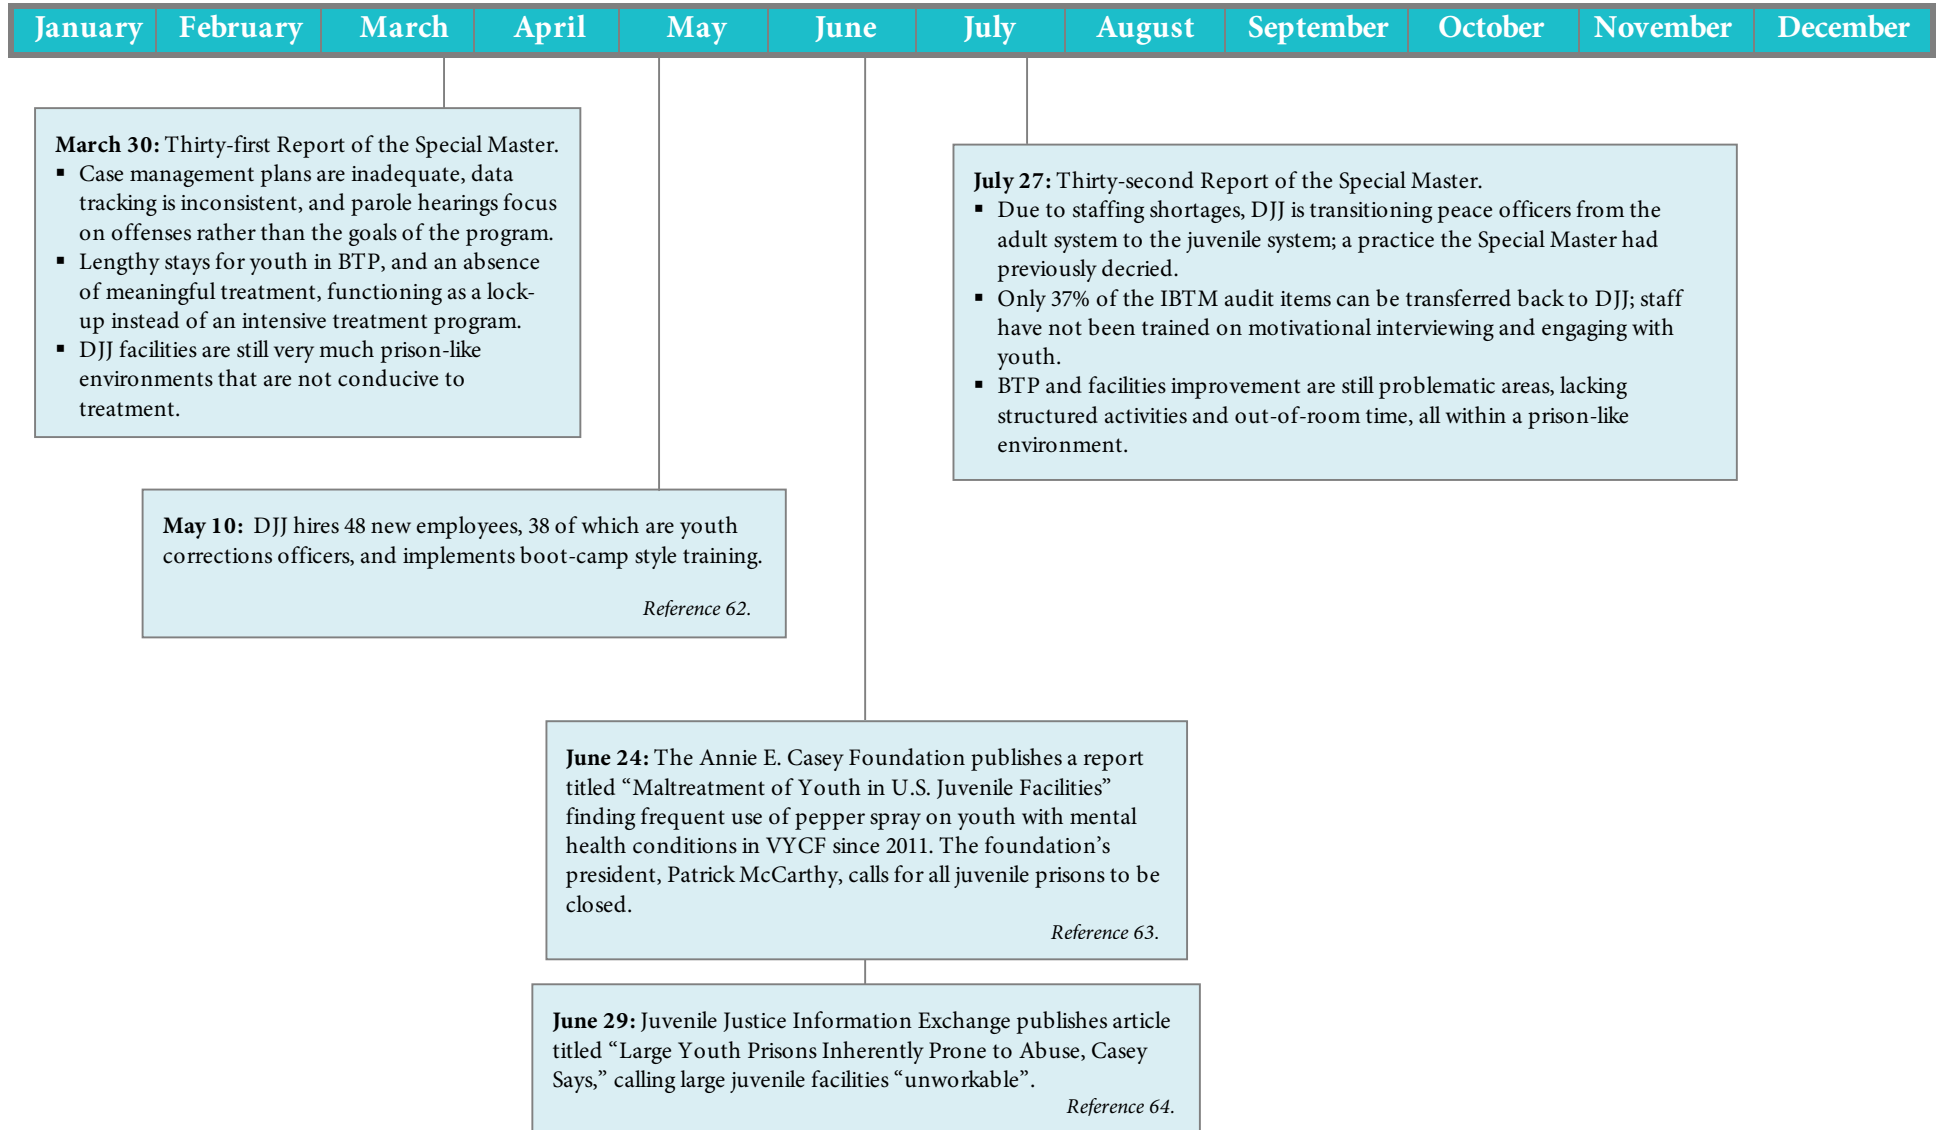 January February March April May June July August September October November December
March 30: Thirty-first Report of the Special Master.
▪ Case management plans are inadequate, data
tracking is inconsistent, and parole hearings focus
on offenses rather than the goals of the program.
▪ Lengthy stays for youth in BTP, and an absence
of meaningful treatment, functioning as a lock-
up instead of an intensive treatment program.
▪ DJJ facilities are still very much prison-like
environments that are not conducive to
treatment.
July 27: Thirty-second Report of the Special Master.
▪ Due to staffing shortages, DJJ is transitioning peace officers from the
adult system to the juvenile system; a practice the Special Master had
previously decried.
▪ Only 37% of the IBTM audit items can be transferred back to DJJ; staff
have not been trained on motivational interviewing and engaging with
youth.
▪ BTP and facilities improvement are still problematic areas, lacking
structured activities and out-of-room time, all within a prison-like
environment.
May 10: DJJ hires 48 new employees, 38 of which are youth
corrections officers, and implements boot-camp style training.
Reference 62.
June 24: The Annie E. Casey Foundation publishes a report
titled “Maltreatment of Youth in U.S. Juvenile Facilities”
finding frequent use of pepper spray on youth with mental
health conditions in VYCF since 2011. The foundation’s
president, Patrick McCarthy, calls for all juvenile prisons to be
closed.
Reference 63.
June 29: Juvenile Justice Information Exchange publishes article
titled “Large Youth Prisons Inherently Prone to Abuse, Casey
Says,” calling large juvenile facilities “unworkable”.
Reference 64.